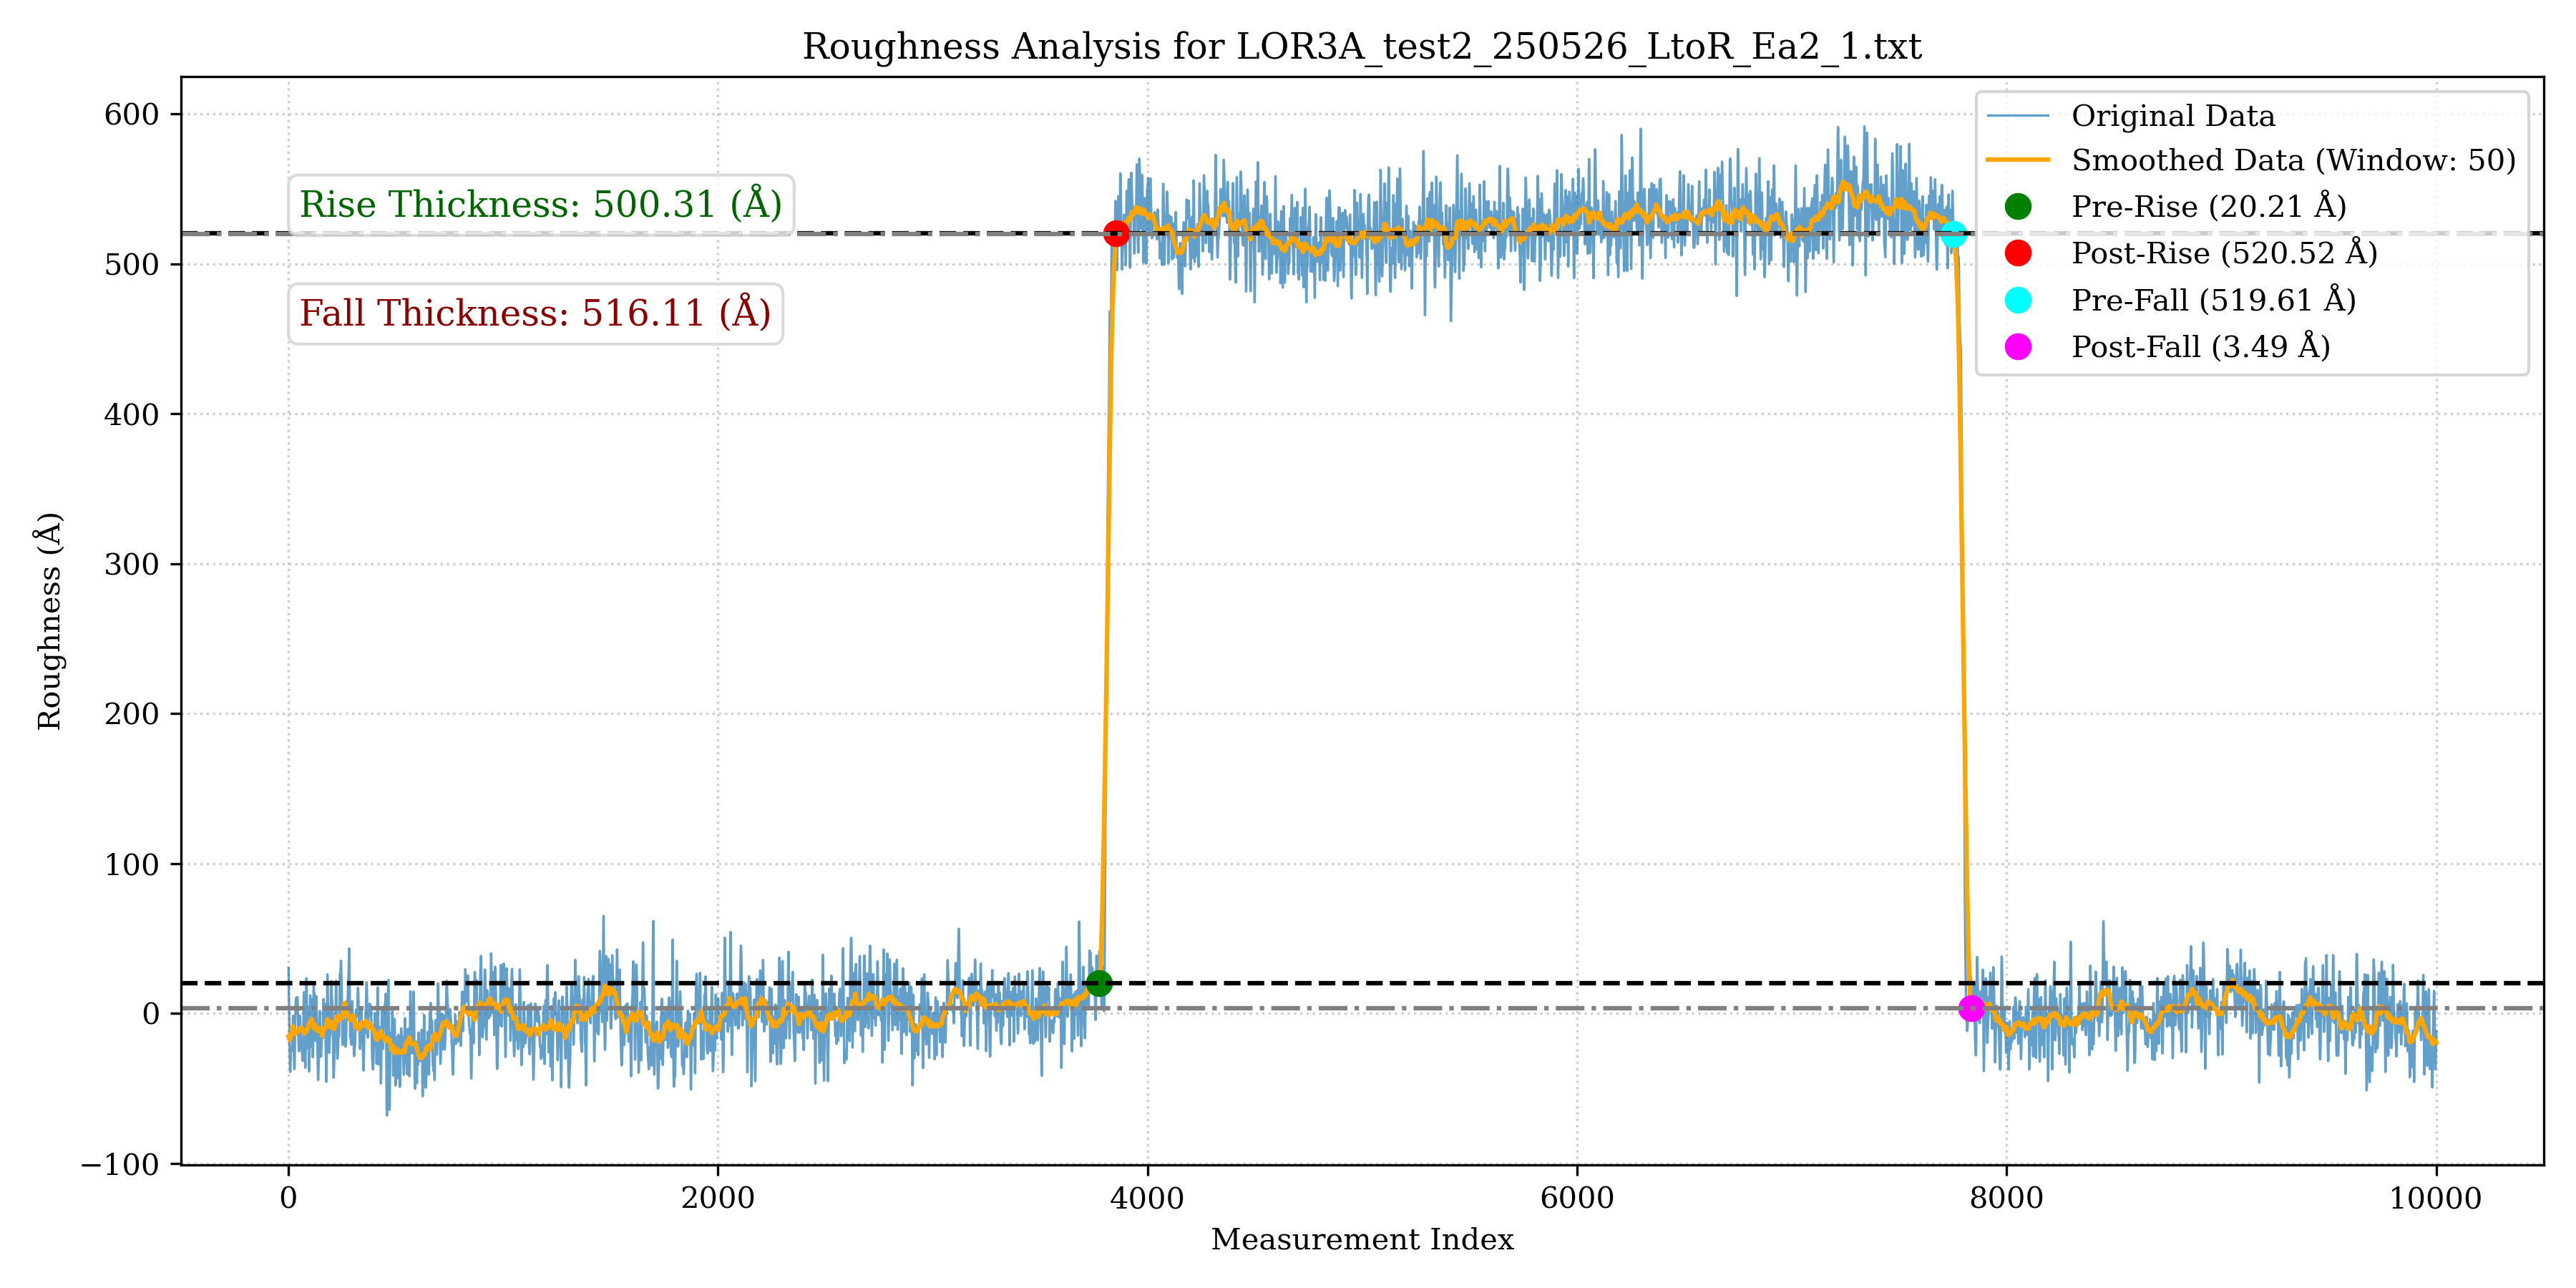 Roughness Analysis for LOR3A_test2_250526_LtoR_Ea2_1.txt
Roughness (Å)
600
500
400
300
200
100
0
−100
Rise Thickness: 500.31 (Å)
Fall Thickness: 516.11 (Å)
Original Data
Smoothed Data (Window: 50)
Pre-Rise (20.21 Å)
Post-Rise (520.52 Å)
Pre-Fall (519.61 Å)
Post-Fall (3.49 Å)
0 2000 4000 6000 8000 10000
Measurement Index